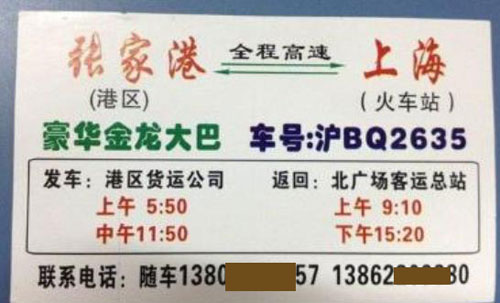 张家港 全程高速 上海
(港区) (火车站)
豪华金龙大巴 车号:沪BQ2635
发车: 港区货运公司 返回: 北广场客运总站
上午 5:50 上午 9:10
中午11:50 下午15:20
联系电话: 随车1380 57 13862 80